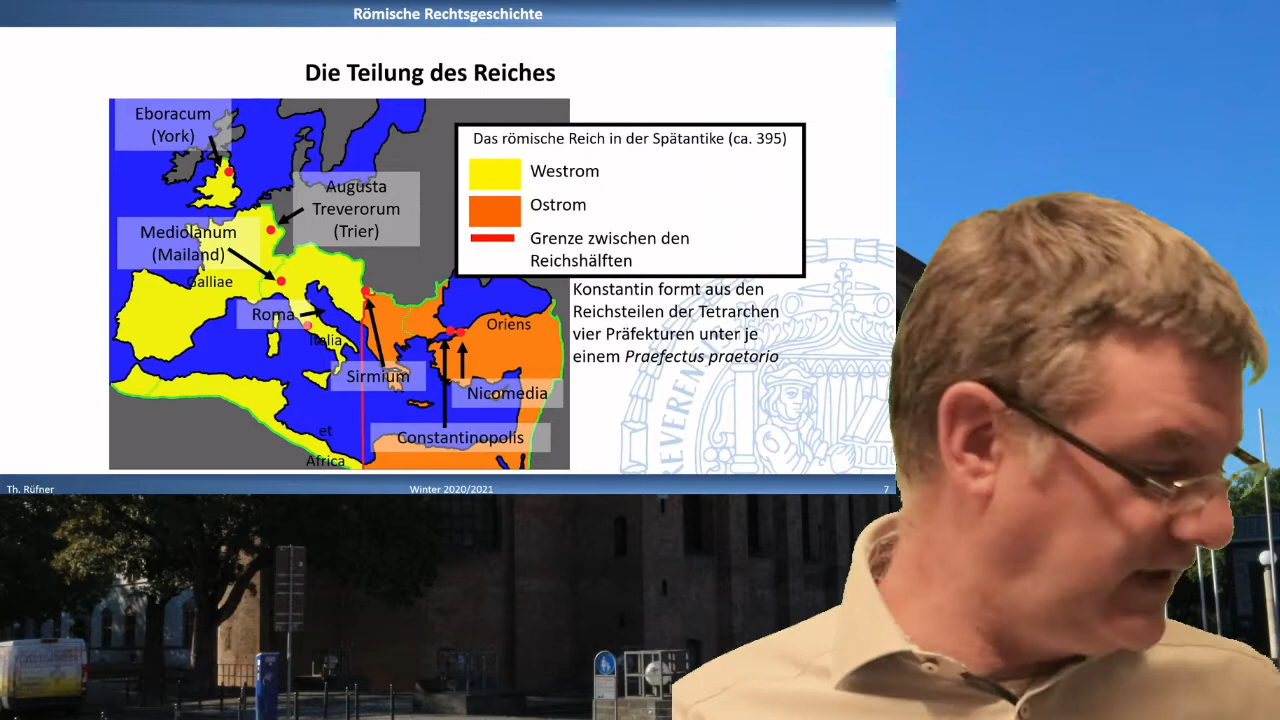 Römische Rechtsgeschichte
Die Teilung des Reiches
Eboracum
(York)
Augusta
Treverorum
(Trier)
Mediolanum
(Mailand)
Galliae
Roma
Italia
Sirmium
Oriens
Nicomedia
Constantinopolis
et
Africa
Das römische Reich in der Spätantike (ca. 395)
Westrom
Ostrom
Grenze zwischen den
Reichshälften
Konstantin formt aus den
Reichsteilen der Tetrarchen
vier Präfekturen unter je
einem Praefectus praetorio
Th. Rüfner
Winter 2020/2021
7